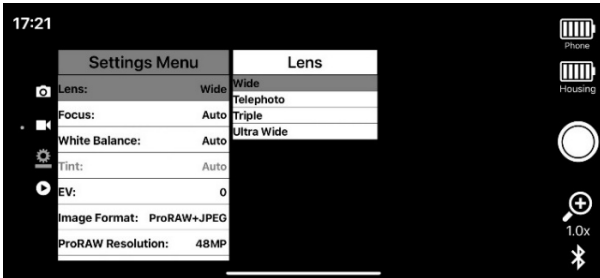 17:21
Settings Menu
Lens: Wide
Focus: Auto
White Balance: Auto
Tint: Auto
EV: 0
Image Format: ProRAW+JPEG
ProRAW Resolution: 48MP
Lens
Wide
Telephoto
Triple
Ultra Wide
Phone
Housing
1.0x